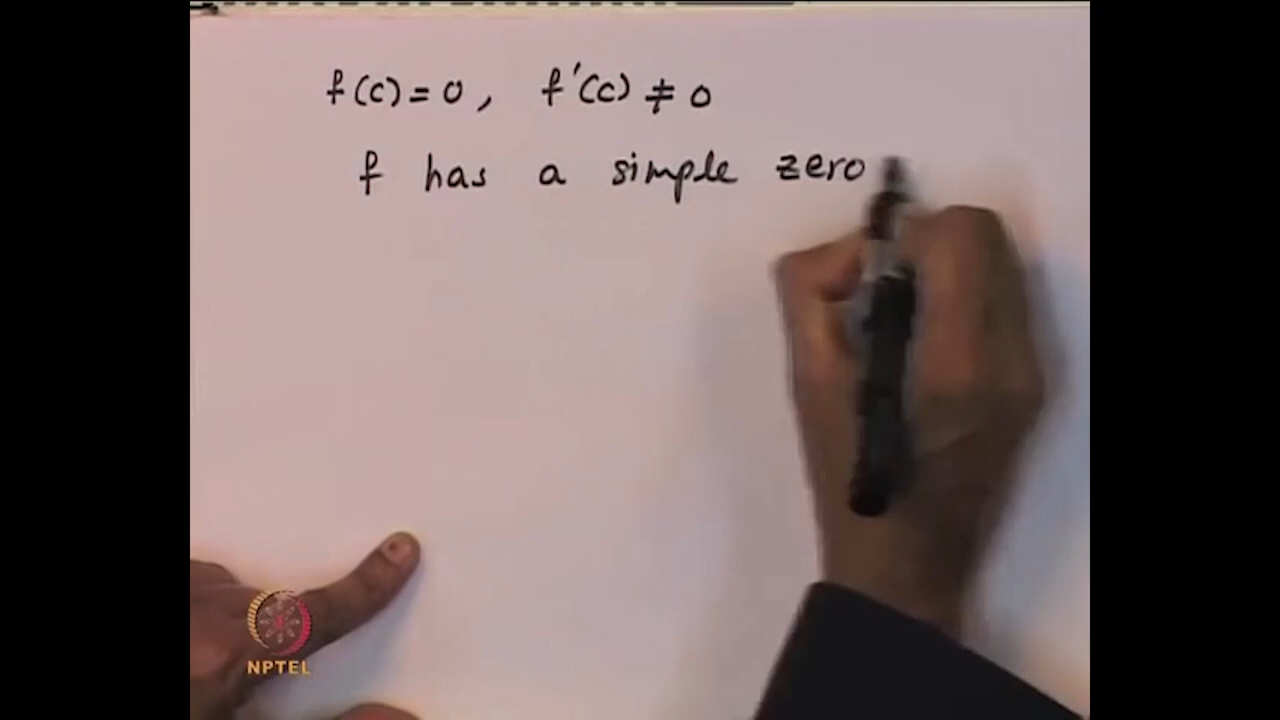 f(c) = 0, f'(c) ≠ 0
f has a simple zero
NPTEL